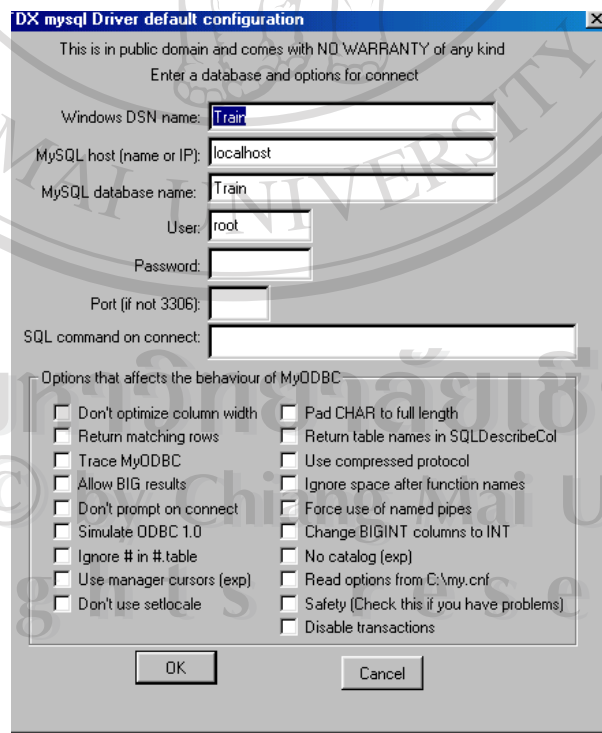 DX mysql Driver default configuration
This is in public domain and comes with NO WARRANTY of any kind
Enter a database and options for connect
Windows DSN name: Train
MySQL host (name or IP): localhost
MySQL database name: Train
User: root
Password:
Port (if not 3306):
SQL command on connect:
Options that affects the behaviour of MyODBC
Don't optimize column width
Return matching rows
Trace MyODBC
Allow BIG results
Don't prompt on connect
Simulate ODBC 1.0
Ignore # in #.table
Use manager cursors (exp)
Don't use setlocale
Pad CHAR to full length
Return table names in SQLDescribeCol
Use compressed protocol
Ignore space after function names
Force use of named pipes
Change BIGINT columns to INT
No catalog (exp)
Read options from C:\my.cnf
Safety (Check this if you have problems)
Disable transactions
OK
Cancel
MAI UNIVERSITY
by Chiang Mai U
ghts rese